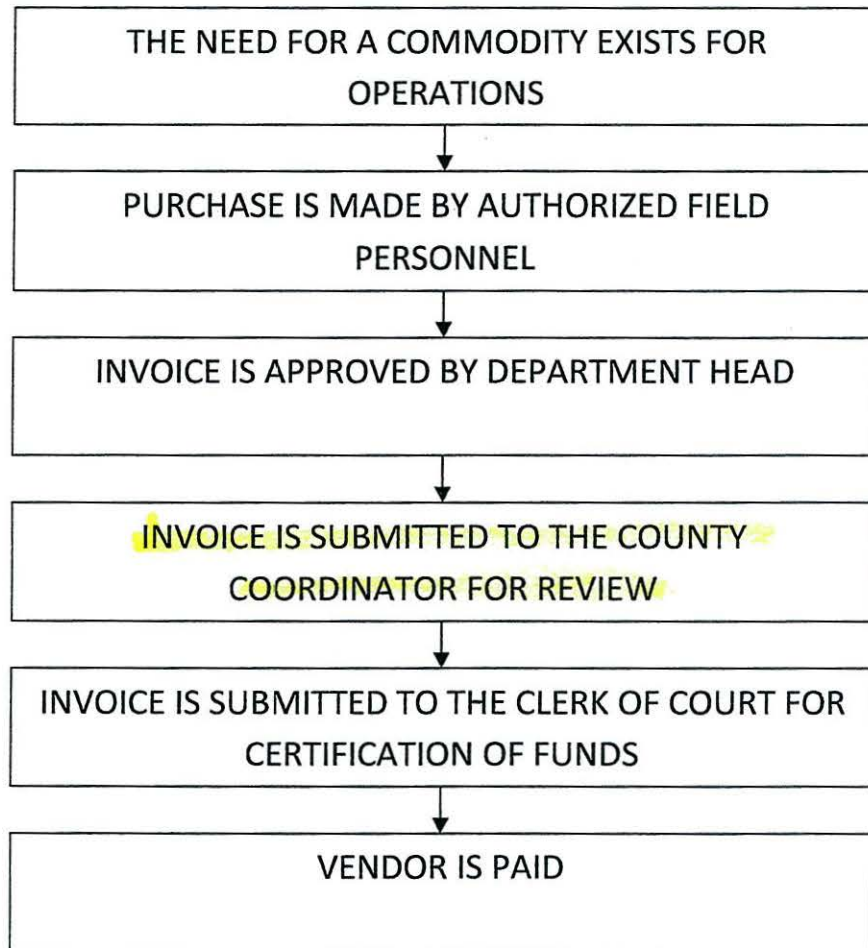 THE NEED FOR A COMMODITY EXISTS FOR
OPERATIONS
PURCHASE IS MADE BY AUTHORIZED FIELD
PERSONNEL
INVOICE IS APPROVED BY DEPARTMENT HEAD
INVOICE IS SUBMITTED TO THE COUNTY
COORDINATOR FOR REVIEW
INVOICE IS SUBMITTED TO THE CLERK OF COURT FOR
CERTIFICATION OF FUNDS
VENDOR IS PAID